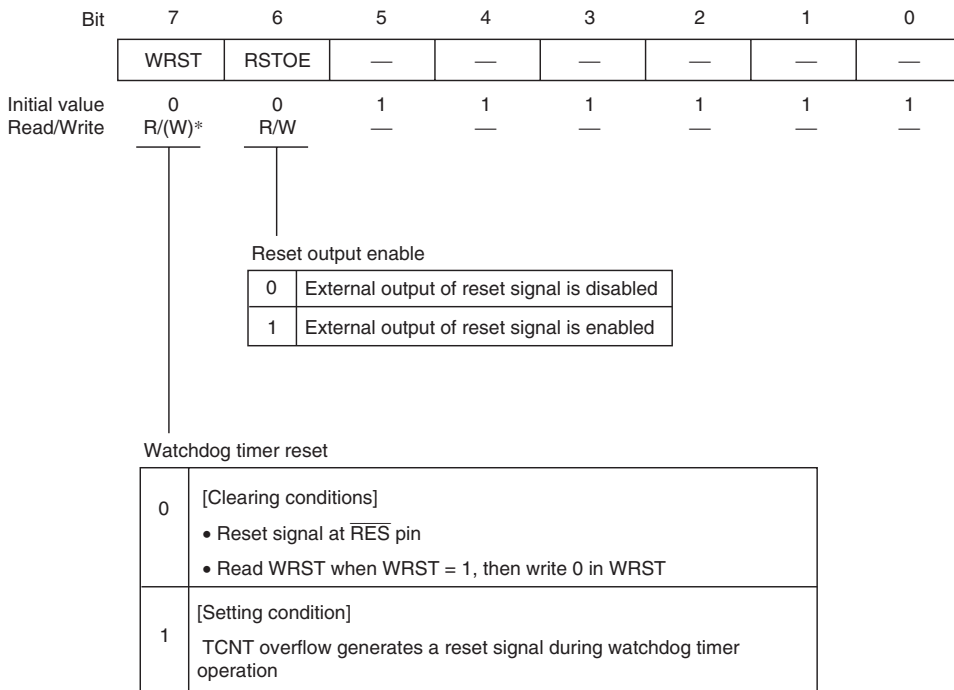 Bit 7 6 5 4 3 2 1 0
WRST RSTOE — — — — — —
Initial value 0 0 1 1 1 1 1 1
Read/Write R/(W)* R/W — — — — — —
Reset output enable
0 External output of reset signal is disabled
1 External output of reset signal is enabled
Watchdog timer reset
0 [Clearing conditions]
• Reset signal at R̅E̅S̅ pin
• Read WRST when WRST = 1, then write 0 in WRST
1 [Setting condition]
TCNT overflow generates a reset signal during watchdog timer
operation